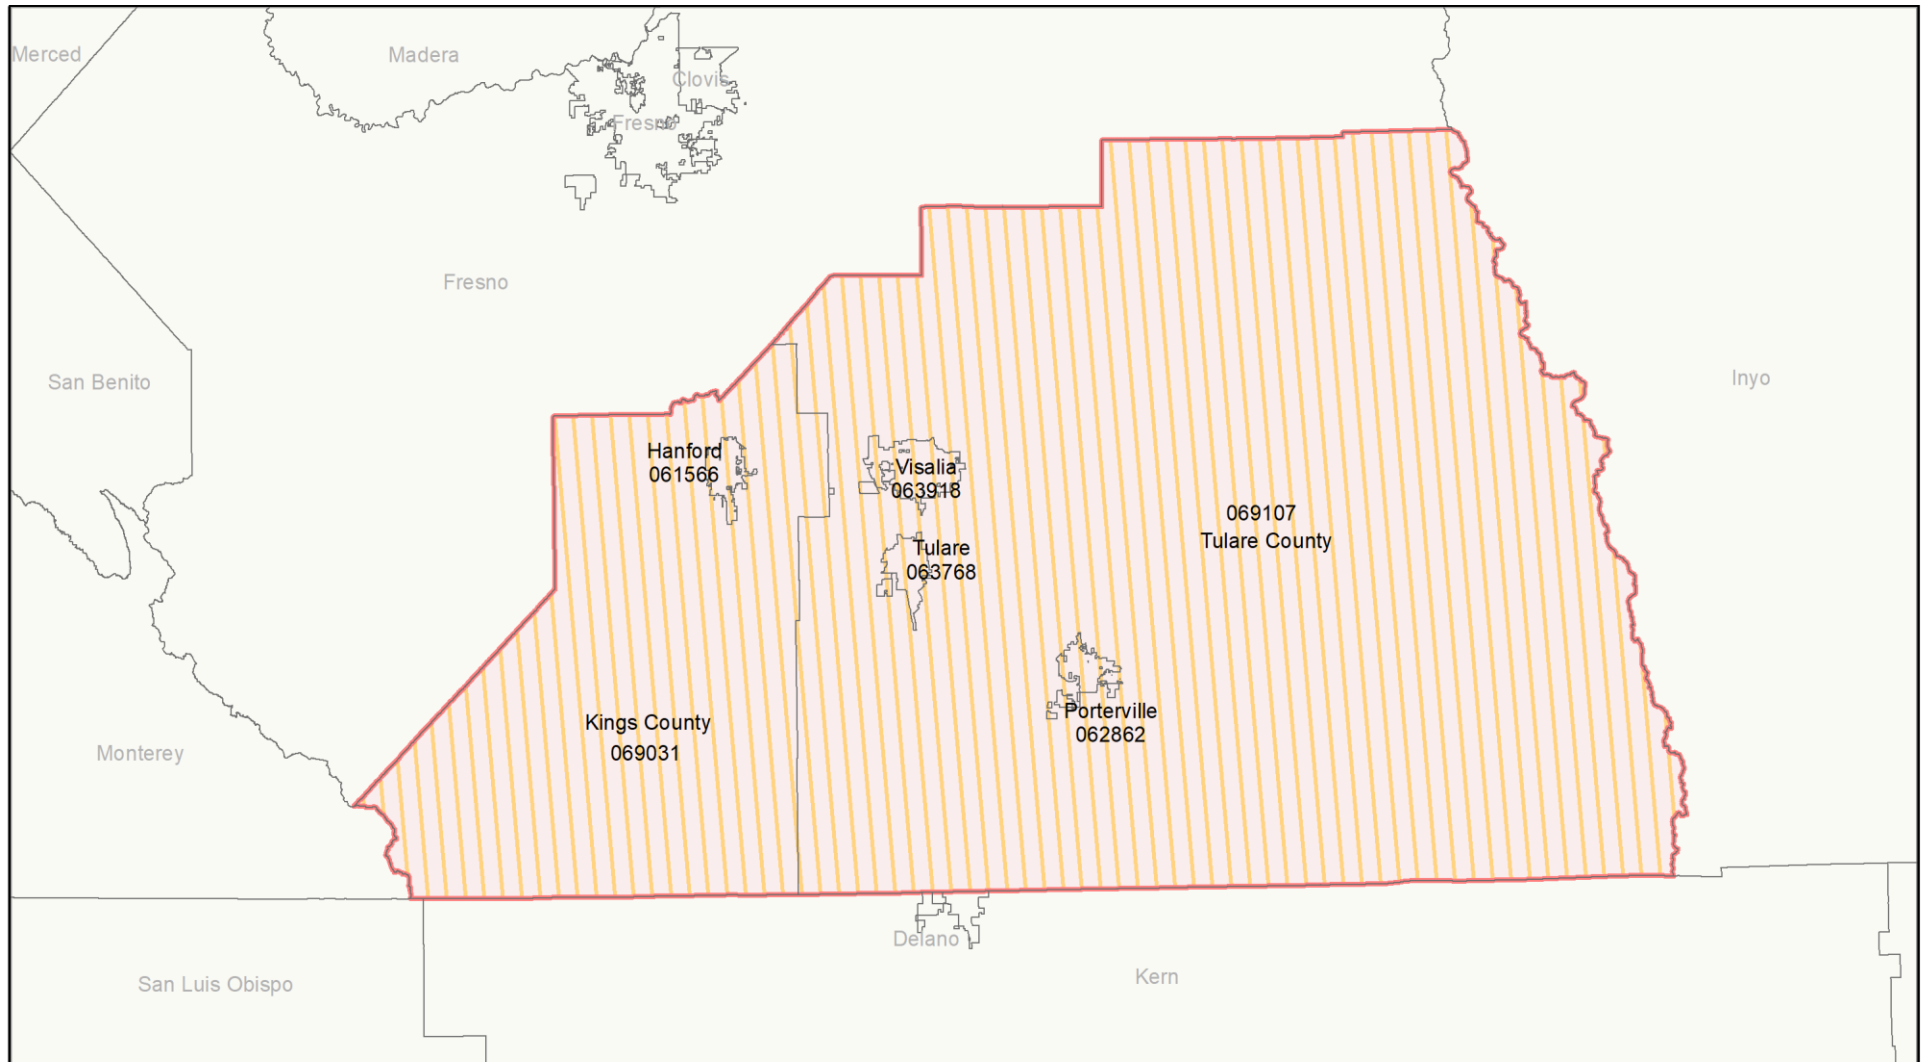 Merced
Madera
Clovis
Fresno
Fresno
San Benito
Inyo
Hanford
061566
Visalia
063918
069107
Tulare County
Tulare
063768
Porterville
062862
Kings County
069031
Monterey
Delano
Kern
San Luis Obispo